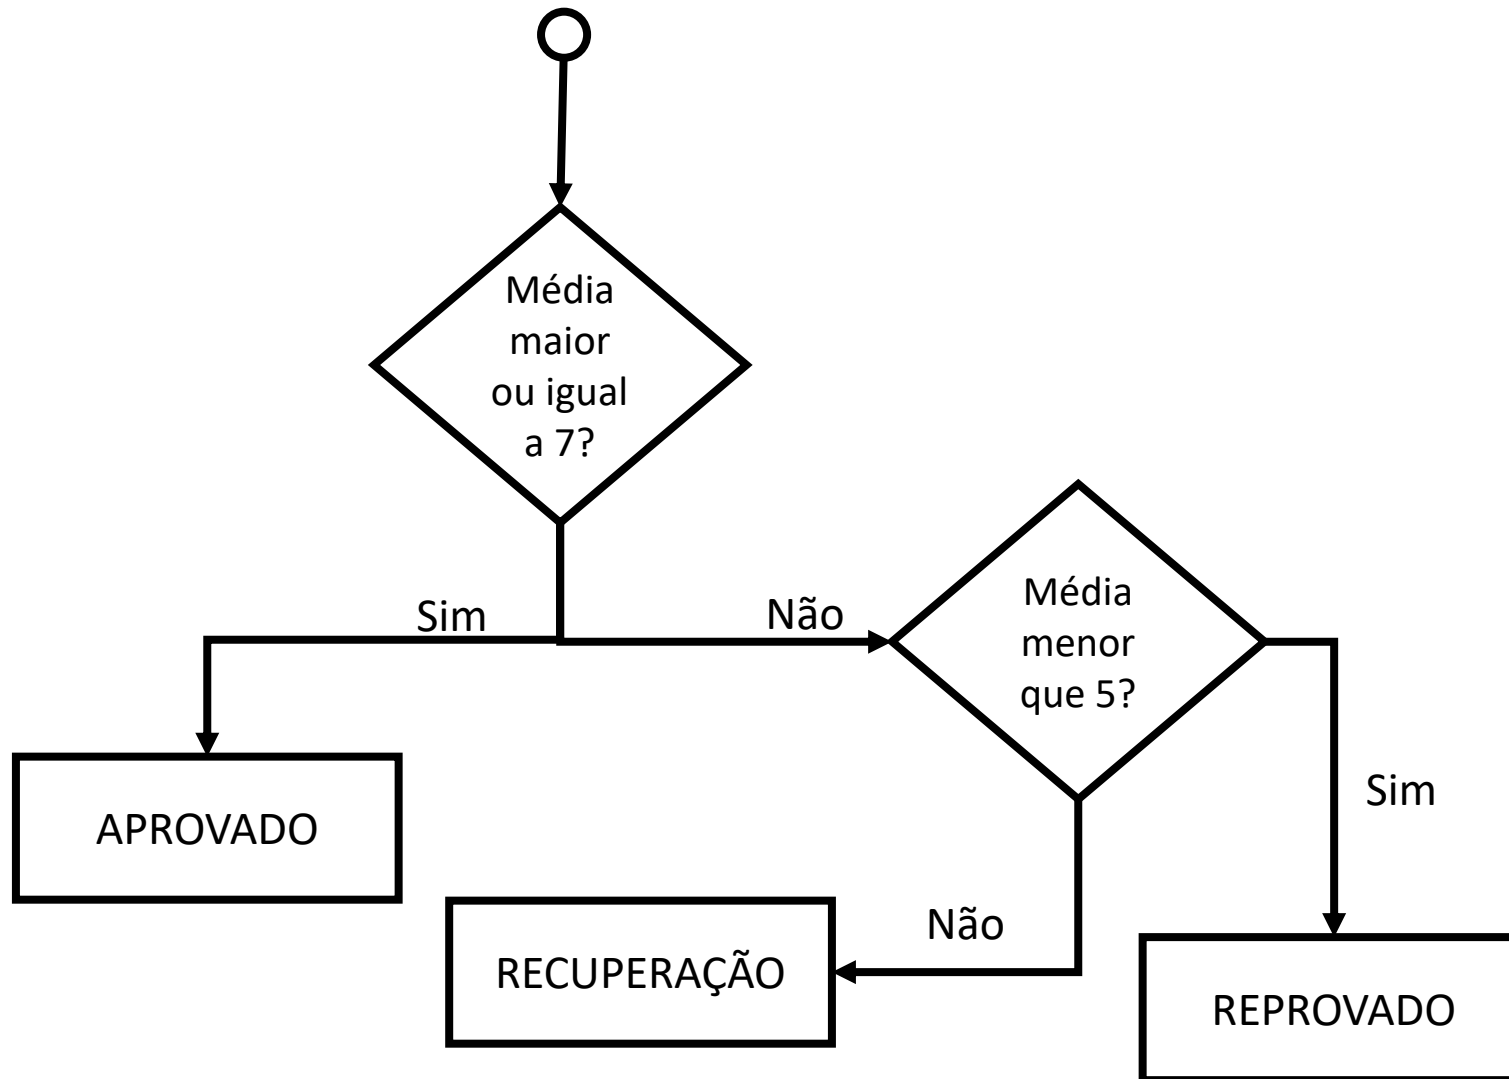 Média
maior
ou igual
a 7?
Sim
Não
Média
menor
que 5?
Sim
APROVADO
Não
RECUPERAÇÃO
REPROVADO